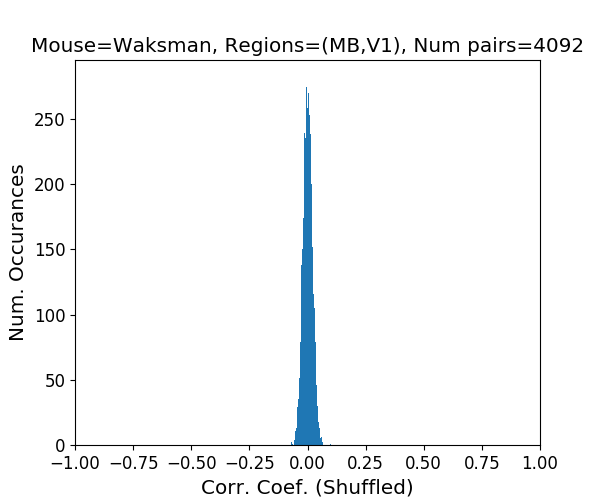 Mouse=Waksman, Regions=(MB,V1), Num pairs=4092
Num. Occurances
250
200
150
100
50
0
−1.00 −0.75 −0.50 −0.25 0.00 0.25 0.50 0.75 1.00
Corr. Coef. (Shuffled)